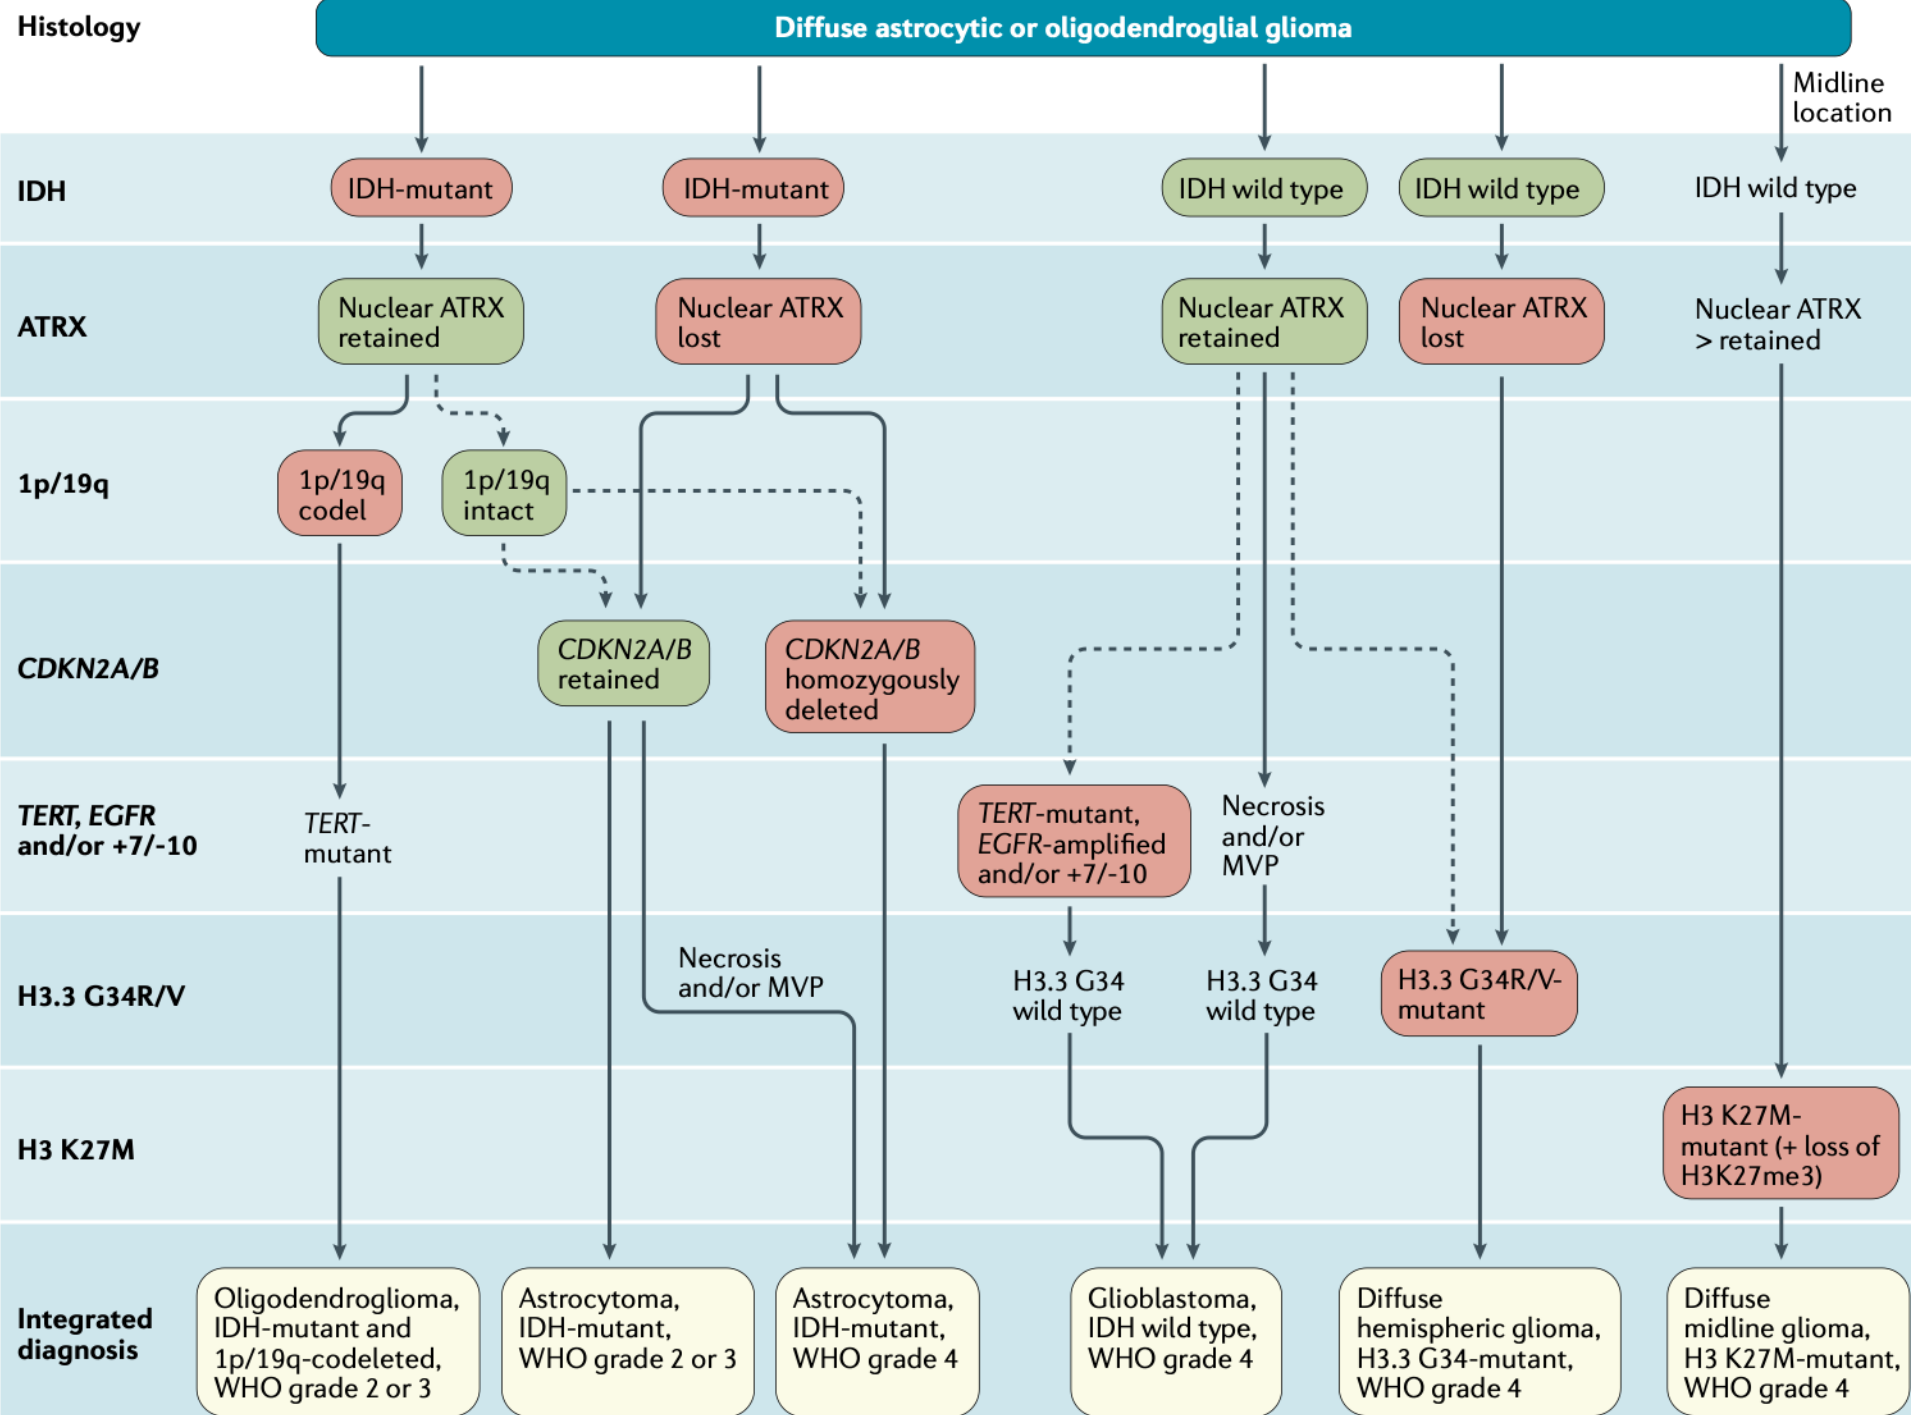 Histology
Diffuse astrocytic or oligodendroglial glioma
Midline
location
IDH
IDH-mutant
IDH-mutant
IDH wild type
IDH wild type
IDH wild type
ATRX
Nuclear ATRX
retained
Nuclear ATRX
lost
Nuclear ATRX
retained
Nuclear ATRX
lost
Nuclear ATRX
> retained
1p/19q
1p/19q
codel
1p/19q
intact
CDKN2A/B
CDKN2A/B
retained
CDKN2A/B
homozygously
deleted
TERT, EGFR
and/or +7/-10
TERT-
mutant
TERT-mutant,
EGFR-amplified
and/or +7/-10
Necrosis
and/or
MVP
H3.3 G34R/V
Necrosis
and/or MVP
H3.3 G34
wild type
H3.3 G34
wild type
H3.3 G34R/V-
mutant
H3 K27M
H3 K27M-
mutant (+ loss of
H3K27me3)
Integrated
diagnosis
Oligodendroglioma,
IDH-mutant and
1p/19q-codeleted,
WHO grade 2 or 3
Astrocytoma,
IDH-mutant,
WHO grade 2 or 3
Astrocytoma,
IDH-mutant,
WHO grade 4
Glioblastoma,
IDH wild type,
WHO grade 4
Diffuse
hemispheric glioma,
H3.3 G34-mutant,
WHO grade 4
Diffuse
midline glioma,
H3 K27M-mutant,
WHO grade 4